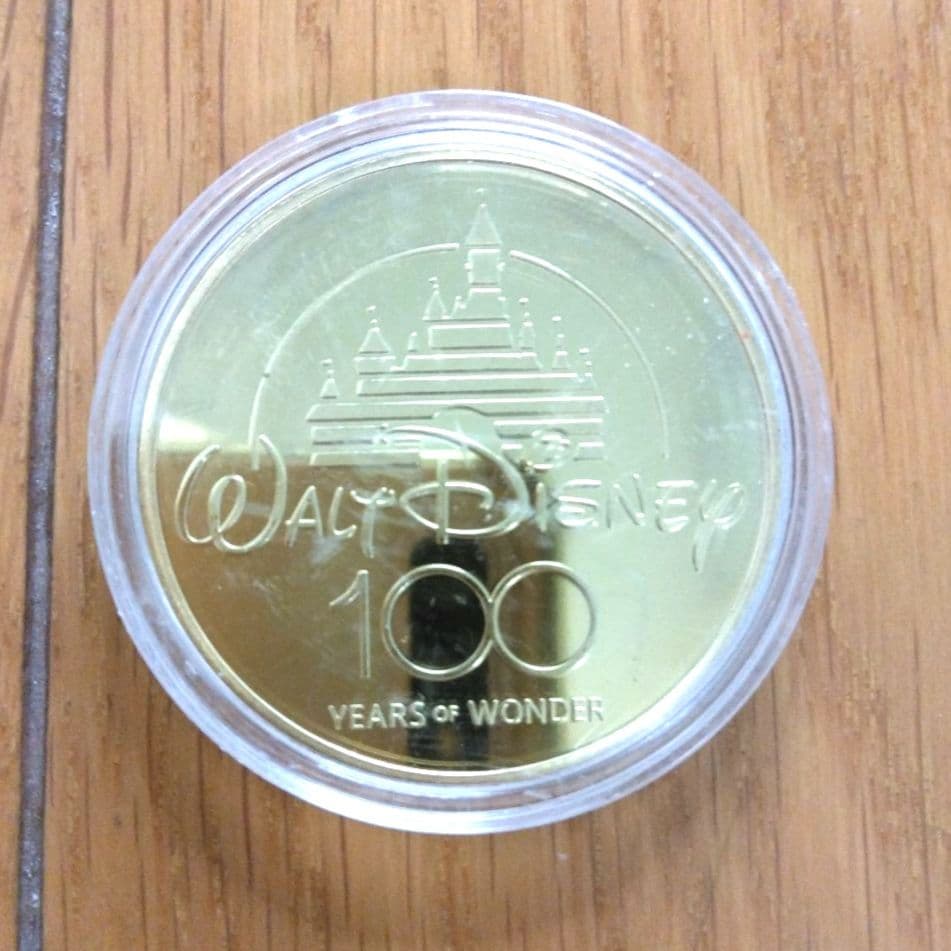 WALT DISNEY
100
YEARS OF WONDER